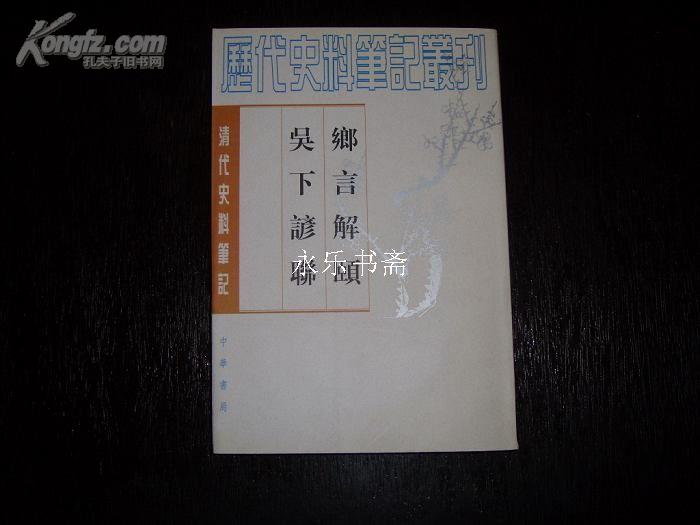 Kongfz.com
孔夫子旧书网
歷代史料筆記叢刊
清代史料筆記
鄉言解頤
吳下諺聯
永乐书斋
中華書局